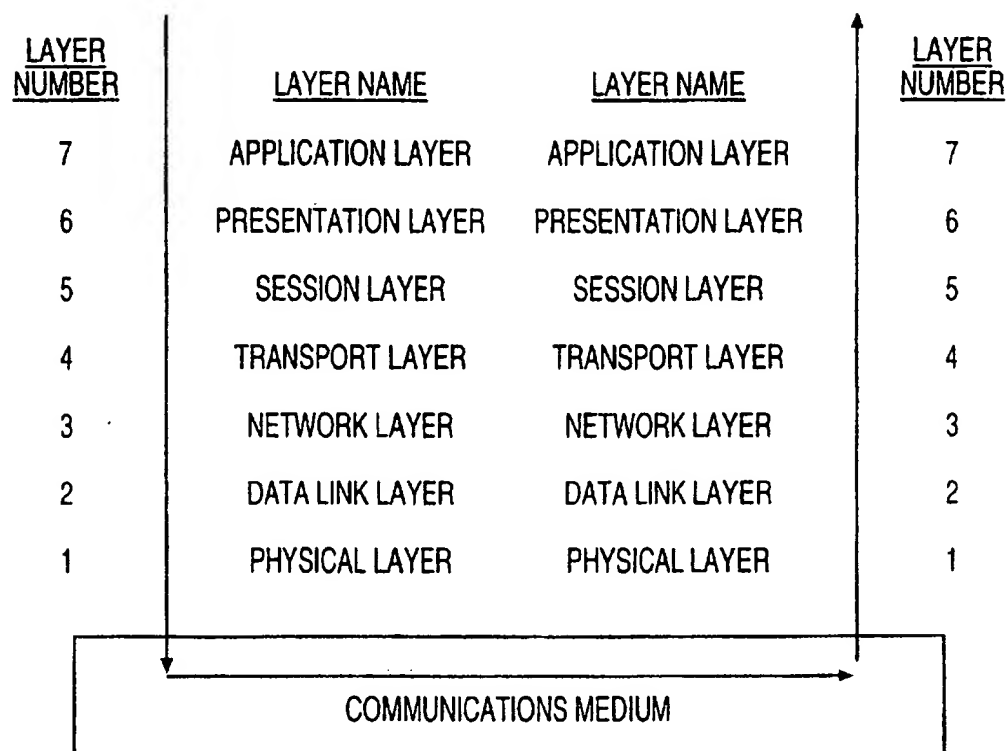 LAYER NUMBER LAYER NAME LAYER NAME LAYER NUMBER
7 APPLICATION LAYER APPLICATION LAYER 7
6 PRESENTATION LAYER PRESENTATION LAYER 6
5 SESSION LAYER SESSION LAYER 5
4 TRANSPORT LAYER TRANSPORT LAYER 4
3 NETWORK LAYER NETWORK LAYER 3
2 DATA LINK LAYER DATA LINK LAYER 2
1 PHYSICAL LAYER PHYSICAL LAYER 1
COMMUNICATIONS MEDIUM